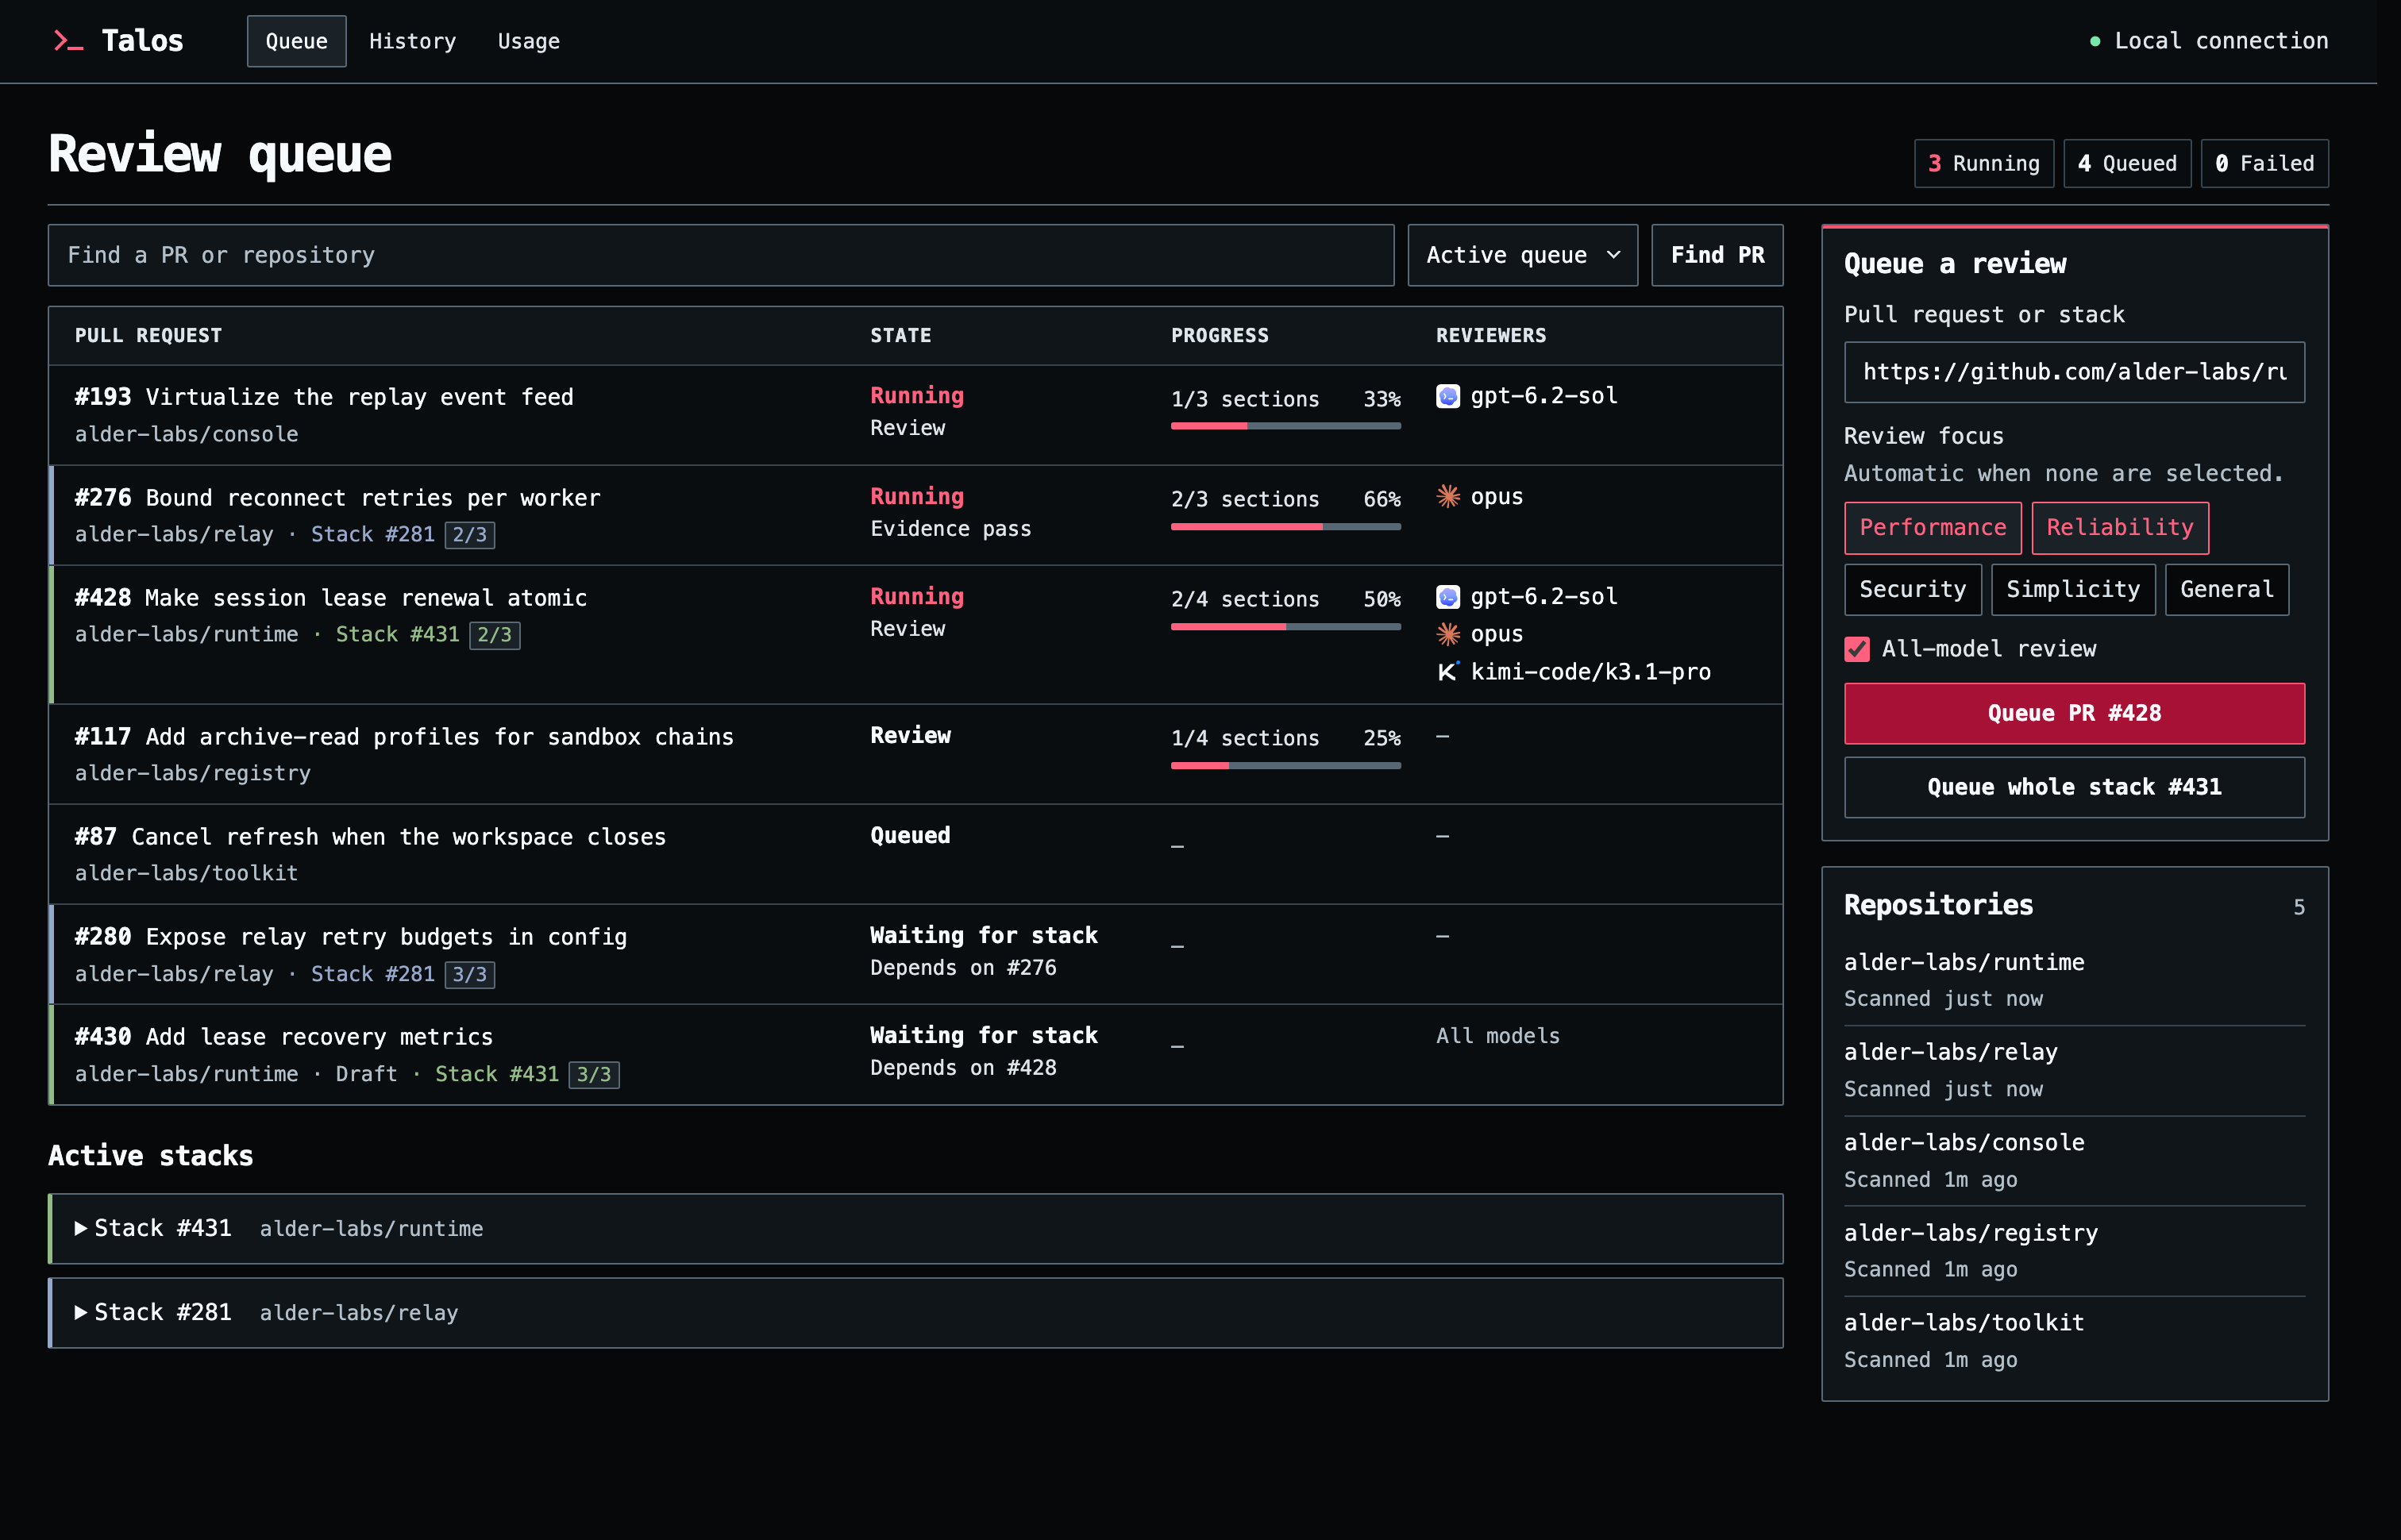 Talos
Queue
History
Usage
Local connection
Review queue
3 Running
4 Queued
0 Failed
Find a PR or repository
Active queue
Find PR
PULL REQUEST
STATE
PROGRESS
REVIEWERS
#193 Virtualize the replay event feed
alder-labs/console
Running
Review
1/3 sections 33%
gpt-6.2-sol
#276 Bound reconnect retries per worker
alder-labs/relay · Stack #281 2/3
Running
Evidence pass
2/3 sections 66%
opus
#428 Make session lease renewal atomic
alder-labs/runtime · Stack #431 2/3
Running
Review
2/4 sections 50%
gpt-6.2-sol
opus
kimi-code/k3.1-pro
#117 Add archive-read profiles for sandbox chains
alder-labs/registry
Review
1/4 sections 25%
—
#87 Cancel refresh when the workspace closes
alder-labs/toolkit
Queued
—
—
#280 Expose relay retry budgets in config
alder-labs/relay · Stack #281 3/3
Waiting for stack
Depends on #276
—
—
#430 Add lease recovery metrics
alder-labs/runtime · Draft · Stack #431 3/3
Waiting for stack
Depends on #428
—
All models
Active stacks
Stack #431 alder-labs/runtime
Stack #281 alder-labs/relay
Queue a review
Pull request or stack
https://github.com/alder-labs/ru
Review focus
Automatic when none are selected.
Performance
Reliability
Security
Simplicity
General
All-model review
Queue PR #428
Queue whole stack #431
Repositories 5
alder-labs/runtime
Scanned just now
alder-labs/relay
Scanned just now
alder-labs/console
Scanned 1m ago
alder-labs/registry
Scanned 1m ago
alder-labs/toolkit
Scanned 1m ago